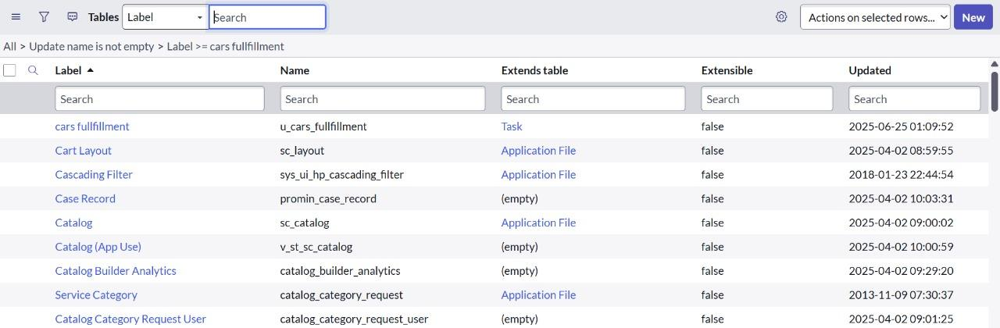 Tables Label Search Actions on selected rows... New
All > Update name is not empty > Label >= cars fullfillment
Label Name Extends table Extensible Updated
Search Search Search Search Search
cars fullfillment u_cars_fullfillment Task false 2025-06-25 01:09:52
Cart Layout sc_layout Application File false 2025-04-02 08:59:55
Cascading Filter sys_ui_hp_cascading_filter Application File false 2018-01-23 22:44:54
Case Record promin_case_record (empty) false 2025-04-02 10:03:31
Catalog sc_catalog Application File false 2025-04-02 09:00:02
Catalog (App Use) v_st_sc_catalog (empty) false 2025-04-02 10:00:59
Catalog Builder Analytics catalog_builder_analytics (empty) false 2025-04-02 09:29:20
Service Category catalog_category_request Application File false 2013-11-09 07:30:37
Catalog Category Request User catalog_category_request_user (empty) false 2025-04-02 09:01:25